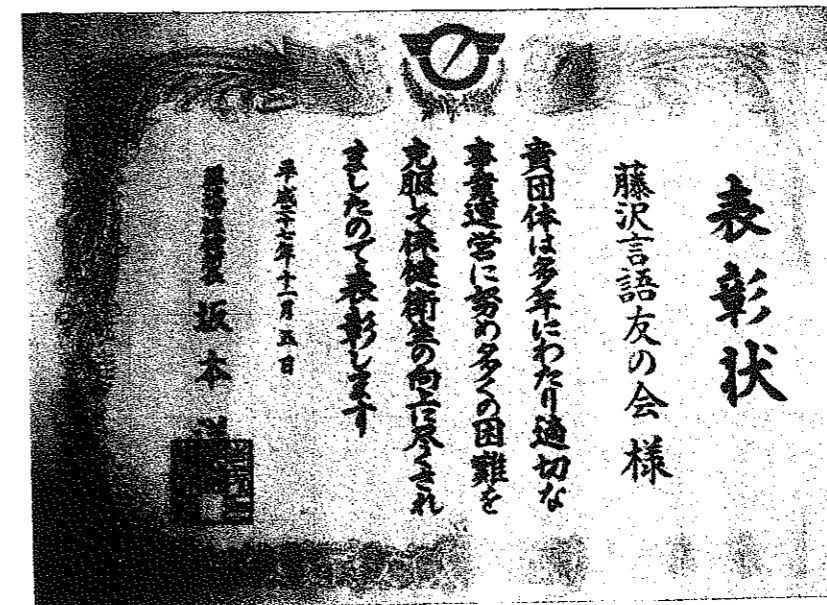 表彰状
藤沢言語友の会 様
貴団体は多年にわたり適切な
事業運営に努め多くの困難を
克服して保健衛生の向上に尽くされ
ましたので表彰します
平成二十七年十一月五日
坂本